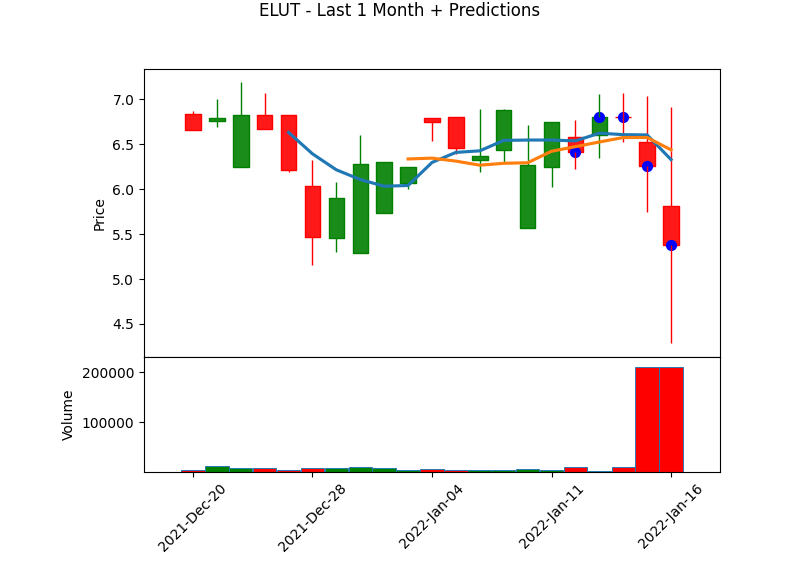 ELUT - Last 1 Month + Predictions
Price
7.0
6.5
6.0
5.5
5.0
4.5
Volume
200000
100000
2021-Dec-20
2021-Dec-28
2022-Jan-04
2022-Jan-11
2022-Jan-16